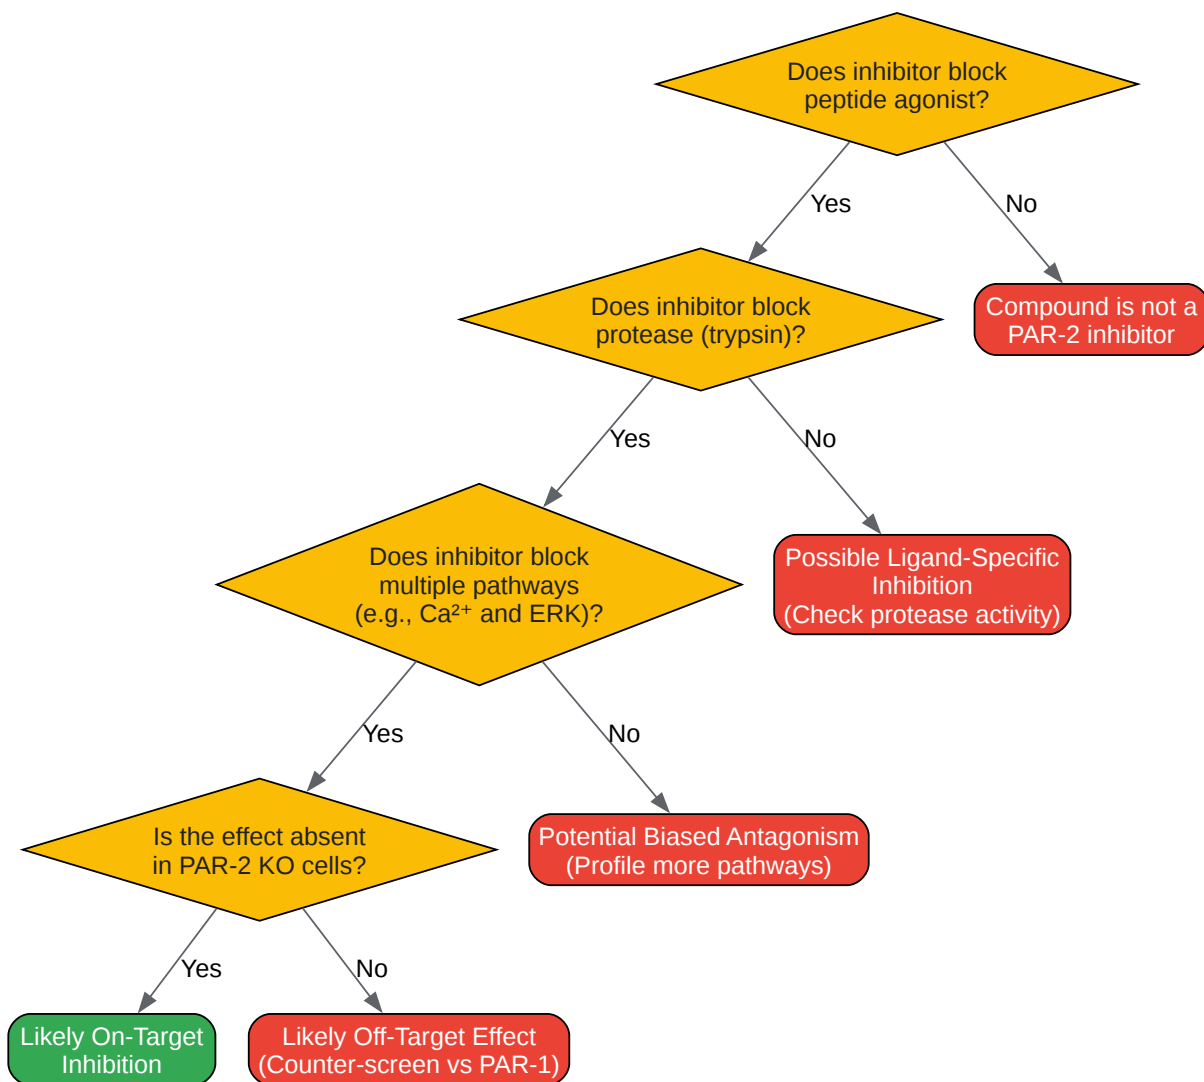 Does inhibitor block
peptide agonist?
Yes
No
Does inhibitor block
protease (trypsin)?
Compound is not a
PAR-2 inhibitor
Yes
No
Does inhibitor block
multiple pathways
(e.g., Ca²⁺ and ERK)?
Possible Ligand-Specific
Inhibition
(Check protease activity)
Yes
No
Is the effect absent
in PAR-2 KO cells?
Potential Biased Antagonism
(Profile more pathways)
Yes
No
Likely On-Target
Inhibition
Likely Off-Target Effect
(Counter-screen vs PAR-1)